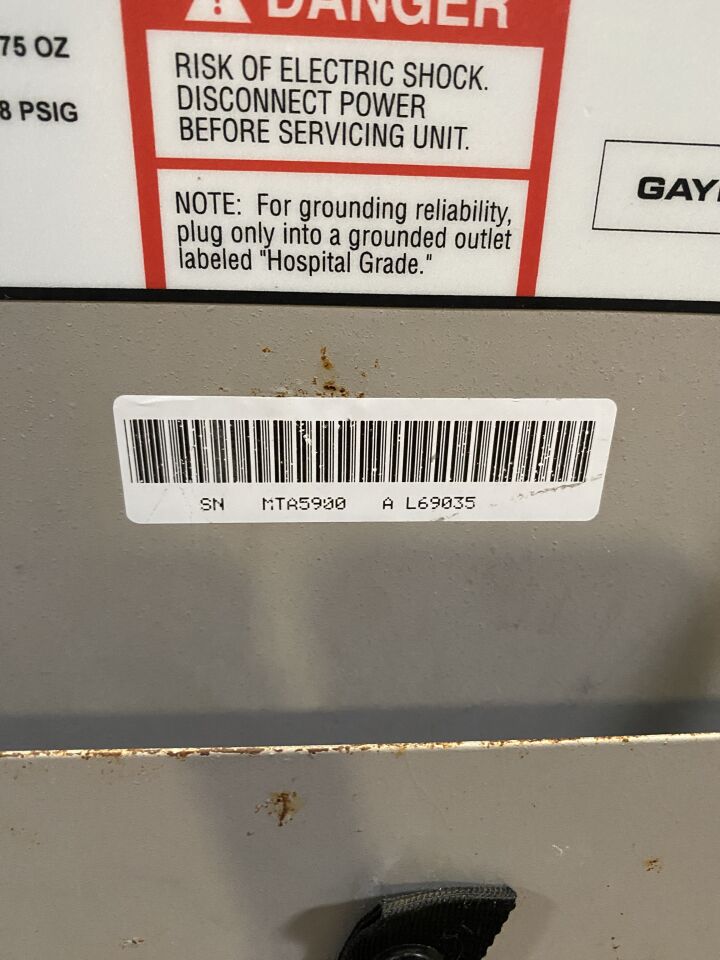 DANGER
75 OZ
8 PSIG
RISK OF ELECTRIC SHOCK.
DISCONNECT POWER
BEFORE SERVICING UNIT.
NOTE: For grounding reliability,
plug only into a grounded outlet
labeled "Hospital Grade."
GAY
SN MTA5900 A L69035